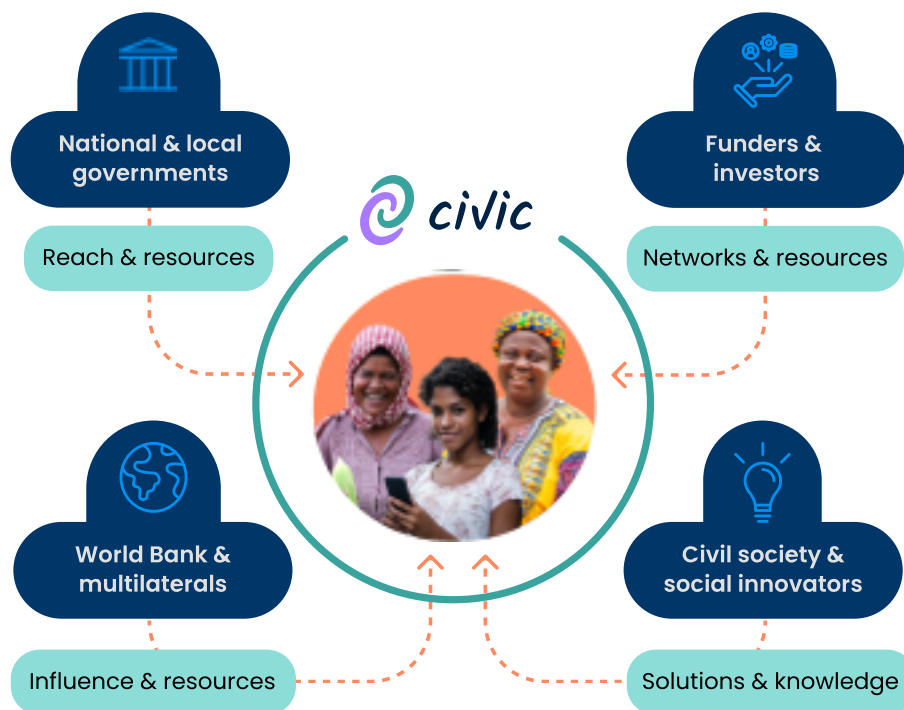 National & local
governments
Reach & resources
Funders &
investors
Networks & resources
civic
World Bank &
multilaterals
Influence & resources
Civil society &
social innovators
Solutions & knowledge